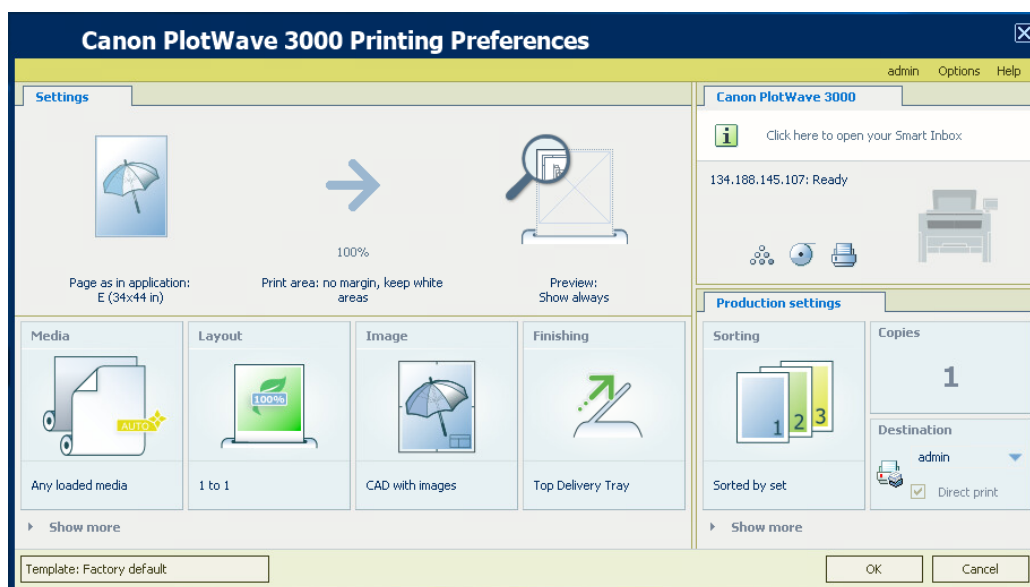 Canon PlotWave 3000 Printing Preferences
admin Options Help
Settings
100%
Page as in application:
E (34x44 in)
Print area: no margin, keep white
areas
Preview:
Show always
Canon PlotWave 3000
Click here to open your Smart Inbox
134.188.145.107: Ready
Media
AUTO
Any loaded media
Layout
100%
1 to 1
Image
CAD with images
Finishing
Top Delivery Tray
Show more
Production settings
Sorting
1 2 3
Sorted by set
Copies
1
Destination
admin
Direct print
Show more
Template: Factory default
OK
Cancel